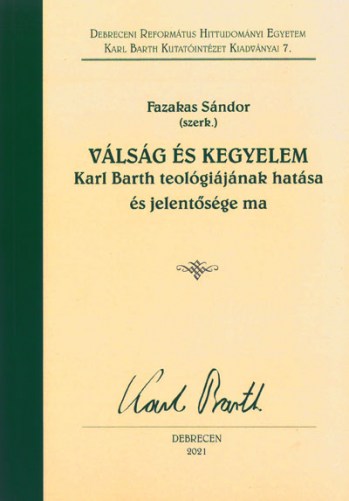 Debreceni Református Hittudományi Egyetem
Karl Barth Kutatóintézet Kiadványai 7.
Fazakas Sándor
(szerk.)
VÁLSÁG ÉS KEGYELEM
Karl Barth teológiájának hatása
és jelentősége ma
Karl Barth
DEBRECEN
2021